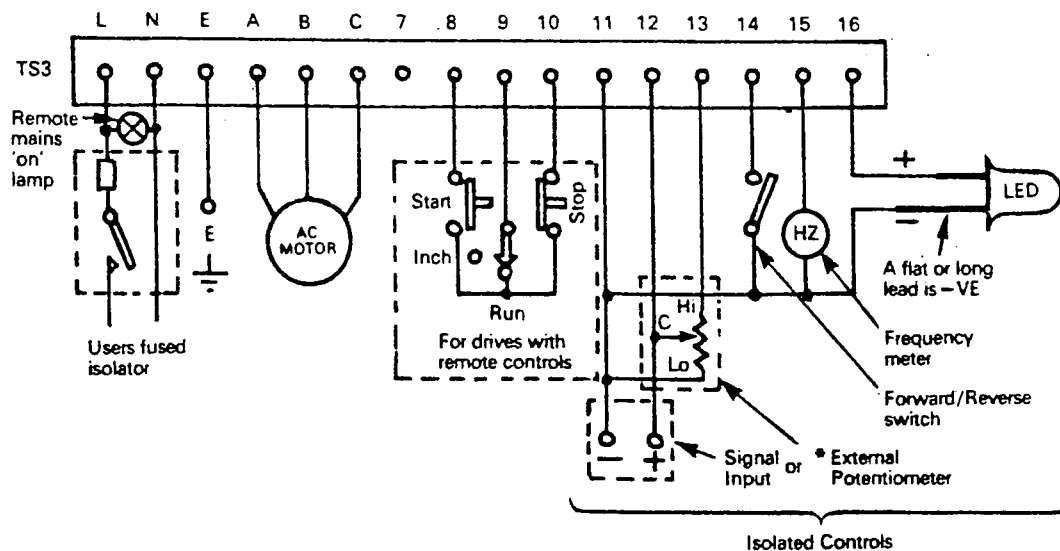 L N E A B C 7 8 9 10 11 12 13 14 15 16
TS3
Remote
mains
'on'
lamp
E
AC
MOTOR
Start
Stop
Inch
Run
For drives with
remote controls
Users fused
isolator
Hi
C
Lo
HZ
+
LED
−
A flat or long
lead is −VE
Frequency
meter
Forward/Reverse
switch
− +
Signal or * External
Input Potentiometer
Isolated Controls